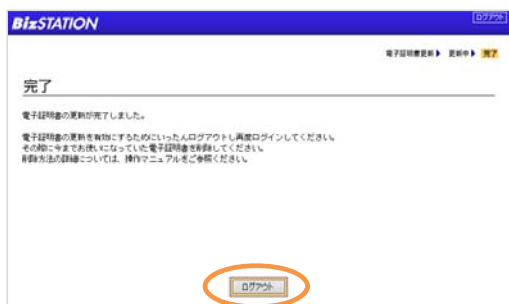 BizSTATION
ログアウト
電子証明書更新 更新中 完了
完了
電子証明書の更新が完了しました。
電子証明書の更新を有効にするためにいったんログアウトし再度ログインしてください。
その際に今までお使いになっていた電子証明書を削除してください。
削除方法の詳細については、操作マニュアルをご参照ください。
ログアウト